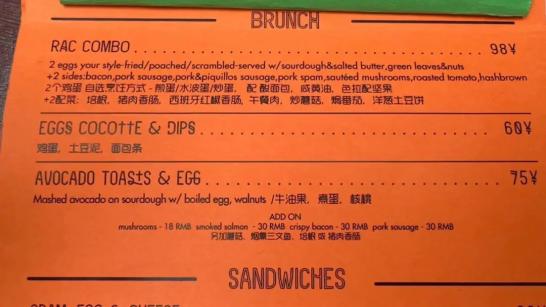 BRUNCH
RAC COMBO 98¥
2 eggs your style-fried/poached/scrambled-served w/sourdough&salted butter,green leaves&nuts
+2 sides:bacon,pork sausage,pork&piquillos sausage,pork spam,sautéed mushrooms,roasted tomato,hashbrown
2个鸡蛋 自选烹饪方式 - 煎蛋/水波蛋/炒蛋, 配 酸面包, 咸黄油, 色拉配坚果
+2配菜: 培根, 猪肉香肠, 西班牙红椒香肠, 午餐肉, 炒蘑菇, 焗番茄, 洋葱土豆饼
EGGS COCOTTE & DIPS 60¥
鸡蛋, 土豆泥, 面包条
AVOCADO TOASTS & EGG 75¥
Mashed avocado on sourdough w/ boiled egg, walnuts /牛油果, 煮蛋, 核桃
ADD ON
mushrooms - 18 RMB smoked salmon - 30 RMB crispy bacon - 30 RMB pork sausage - 30 RMB
另加蘑菇, 烟熏三文鱼, 培根 或 猪肉香肠
SANDWICHES